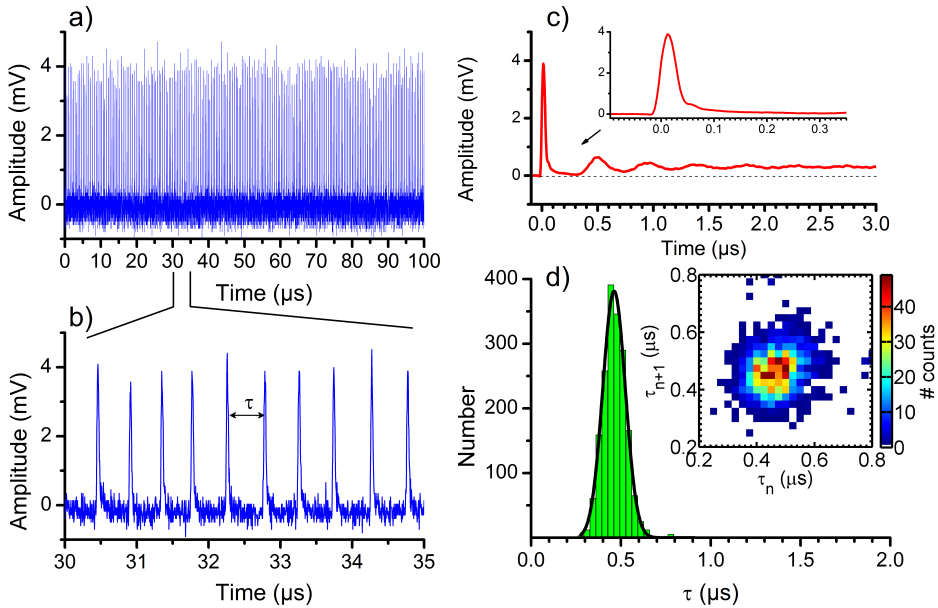 a)
Amplitude (mV)
4
2
0
0 10 20 30 40 50 60 70 80 90 100
Time (µs)
b)
Amplitude (mV)
4
2
0
τ
30 31 32 33 34 35
Time (µs)
c)
Amplitude (mV)
4
2
0
4
2
0
0.0 0.1 0.2 0.3
0.0 0.5 1.0 1.5 2.0 2.5 3.0
Time (µs)
d)
Number
400
300
200
100
0.0 0.5 1.0 1.5 2.0
τ (µs)
τn+1 (µs)
0.8
0.6
0.4
0.2
0.2 0.4 0.6 0.8
τn (µs)
40
30
20
10
0
# counts